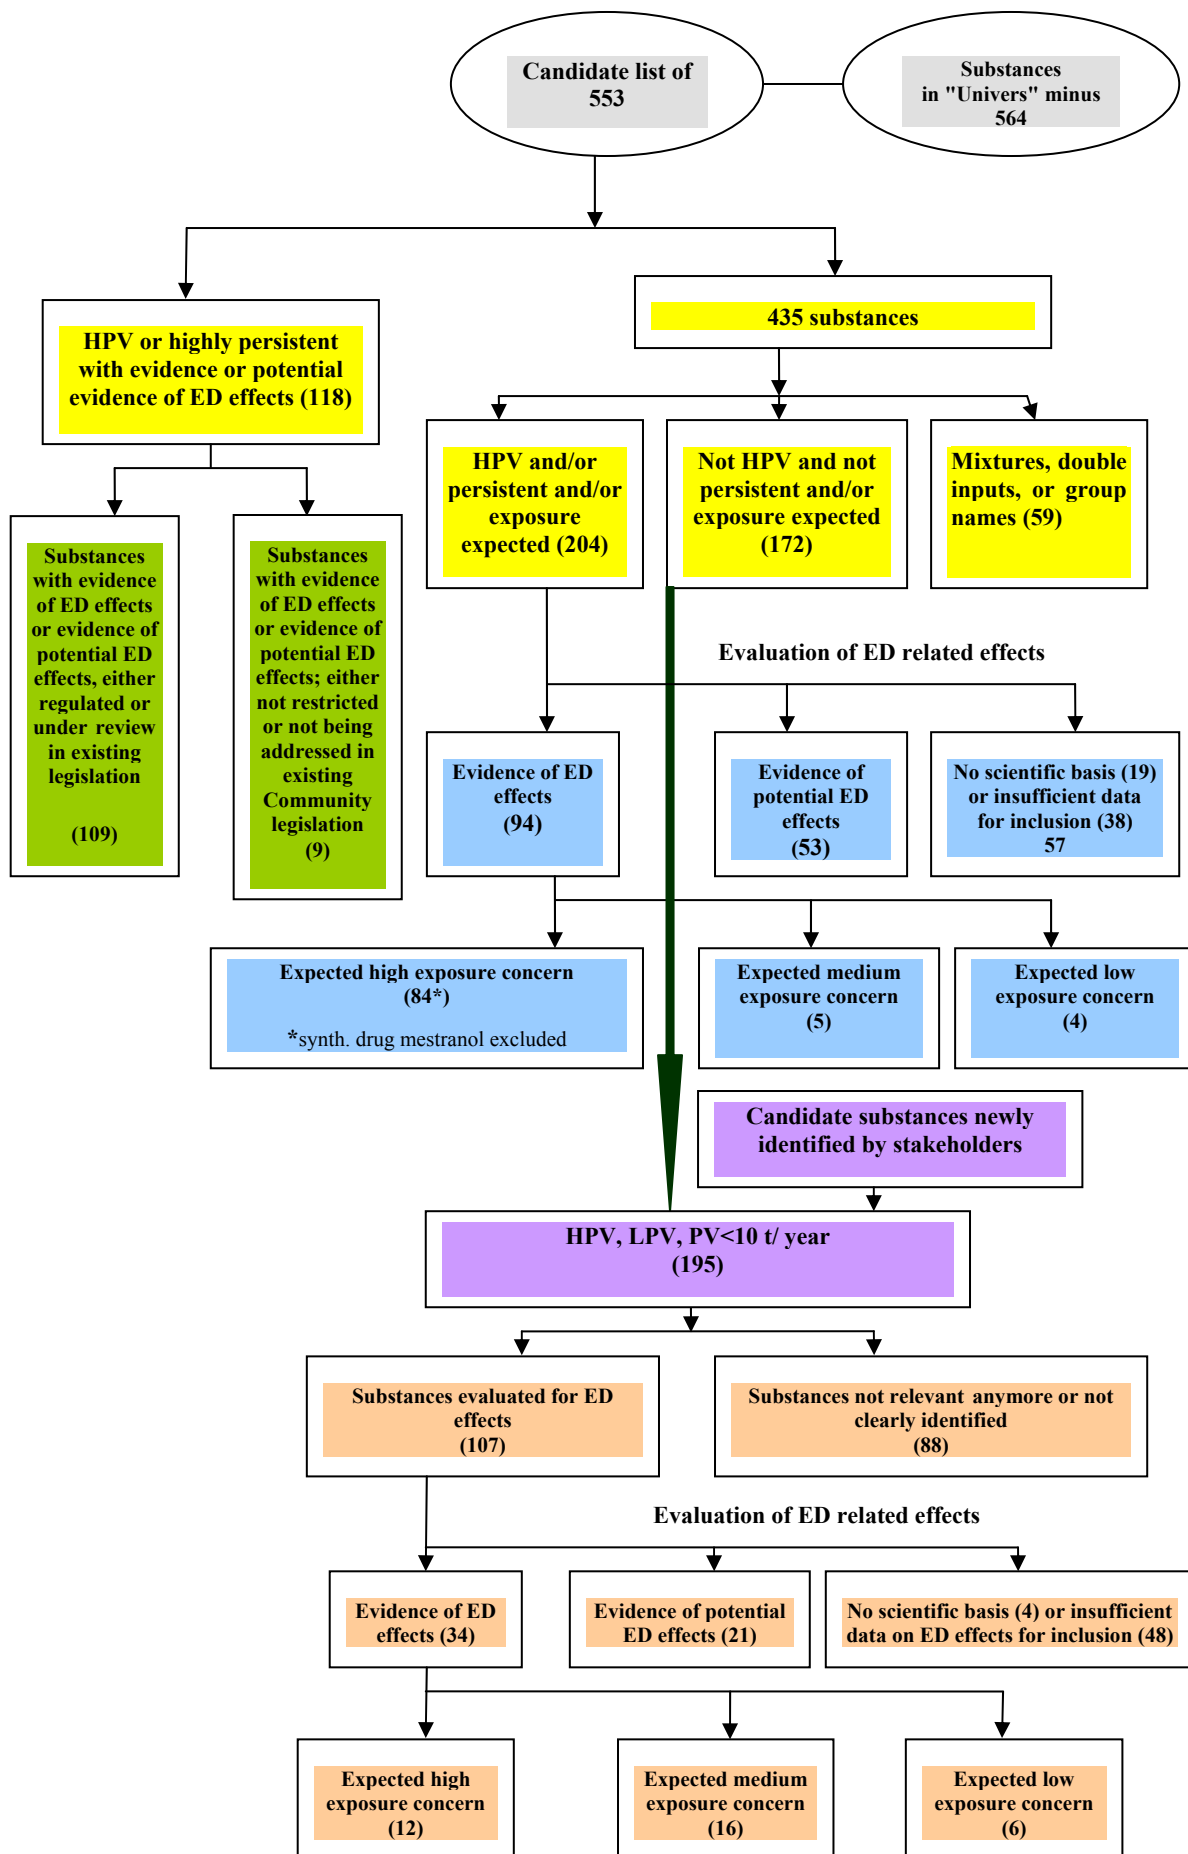 Candidate list of
553
Substances
in "Univers" minus
564
HPV or highly persistent
with evidence or potential
evidence of ED effects (118)
435 substances
HPV and/or
persistent and/or
exposure
expected (204)
Not HPV and not
persistent and/or
exposure expected
(172)
Mixtures, double
inputs, or group
names (59)
Substances
with evidence
of ED effects
or evidence of
potential ED
effects, either
regulated or
under review
in existing
legislation
(109)
Substances
with evidence
of ED effects
or evidence of
potential ED
effects; either
not restricted
or not being
addressed in
existing
Community
legislation
(9)
Evaluation of ED related effects
Evidence of ED
effects
(94)
Evidence of
potential ED
effects
(53)
No scientific basis (19)
or insufficient data
for inclusion (38)
57
Expected high exposure concern
(84*)
*synth. drug mestranol excluded
Expected medium
exposure concern
(5)
Expected low
exposure concern
(4)
Candidate substances newly
identified by stakeholders
HPV, LPV, PV<10 t/ year
(195)
Substances evaluated for ED
effects
(107)
Substances not relevant anymore or not
clearly identified
(88)
Evaluation of ED related effects
Evidence of ED
effects (34)
Evidence of potential
ED effects (21)
No scientific basis (4) or insufficient
data on ED effects for inclusion (48)
Expected high
exposure concern
(12)
Expected medium
exposure concern
(16)
Expected low
exposure concern
(6)